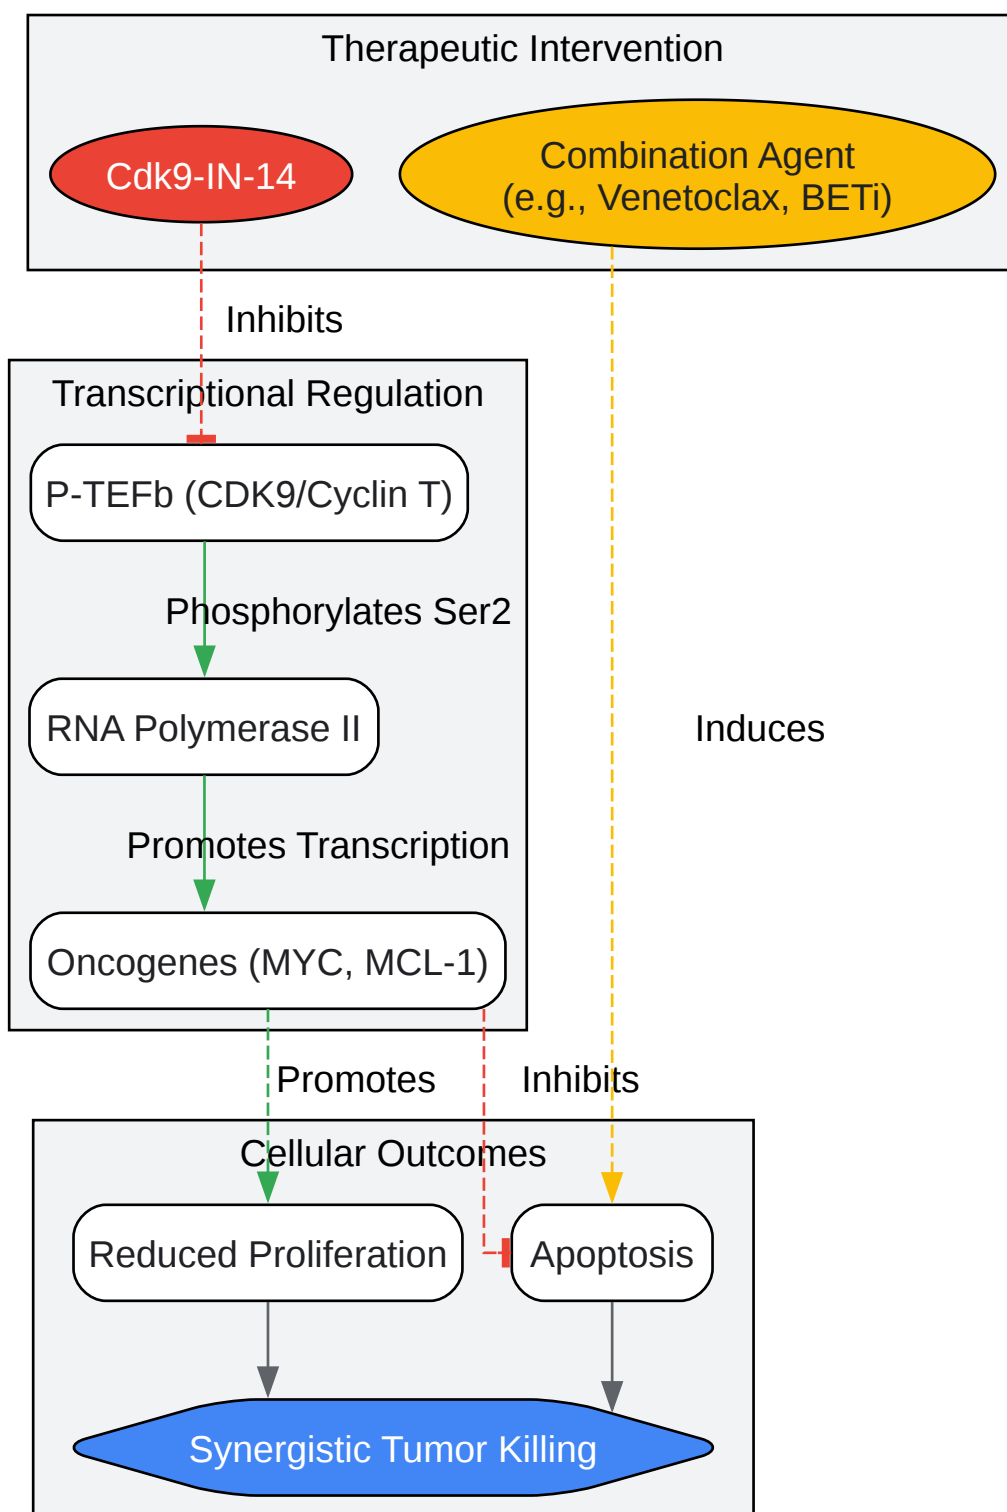 Therapeutic Intervention
Cdk9-IN-14
Combination Agent
(e.g., Venetoclax, BETi)
Inhibits
Transcriptional Regulation
P-TEFb (CDK9/Cyclin T)
Phosphorylates Ser2
RNA Polymerase II
Induces
Promotes Transcription
Oncogenes (MYC, MCL-1)
Promotes
Inhibits
Cellular Outcomes
Reduced Proliferation
Apoptosis
Synergistic Tumor Killing